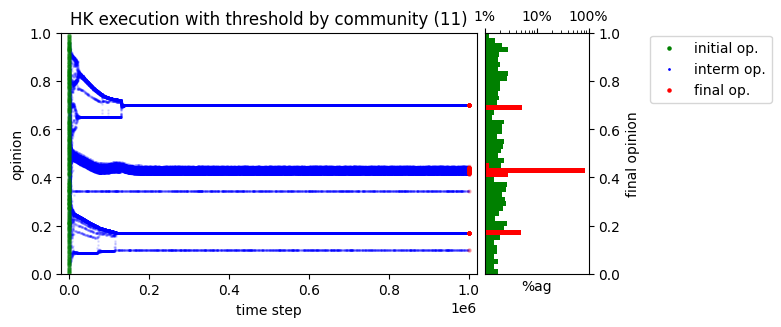 HK execution with threshold by community (11)
1% 10% 100%
initial op.
interm op.
final op.
1.0
0.8
0.6
0.4
0.2
0.0
opinion
0.0 0.2 0.4 0.6 0.8 1.0
1e6
time step
%ag
1.0
0.8
0.6
0.4
0.2
0.0
final opinion